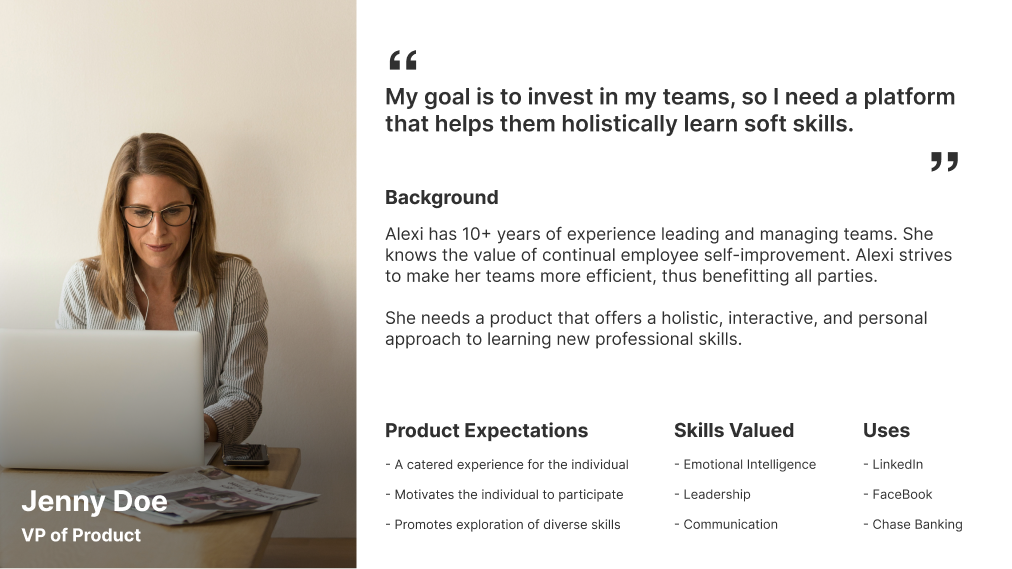 “
My goal is to invest in my teams, so I need a platform
that helps them holistically learn soft skills.
”
Background
Alexi has 10+ years of experience leading and managing teams. She
knows the value of continual employee self-improvement. Alexi strives
to make her teams more efficient, thus benefitting all parties.
She needs a product that offers a holistic, interactive, and personal
approach to learning new professional skills.
Product Expectations
- A catered experience for the individual
- Motivates the individual to participate
- Promotes exploration of diverse skills
Skills Valued
- Emotional Intelligence
- Leadership
- Communication
Uses
- LinkedIn
- FaceBook
- Chase Banking
Jenny Doe
VP of Product